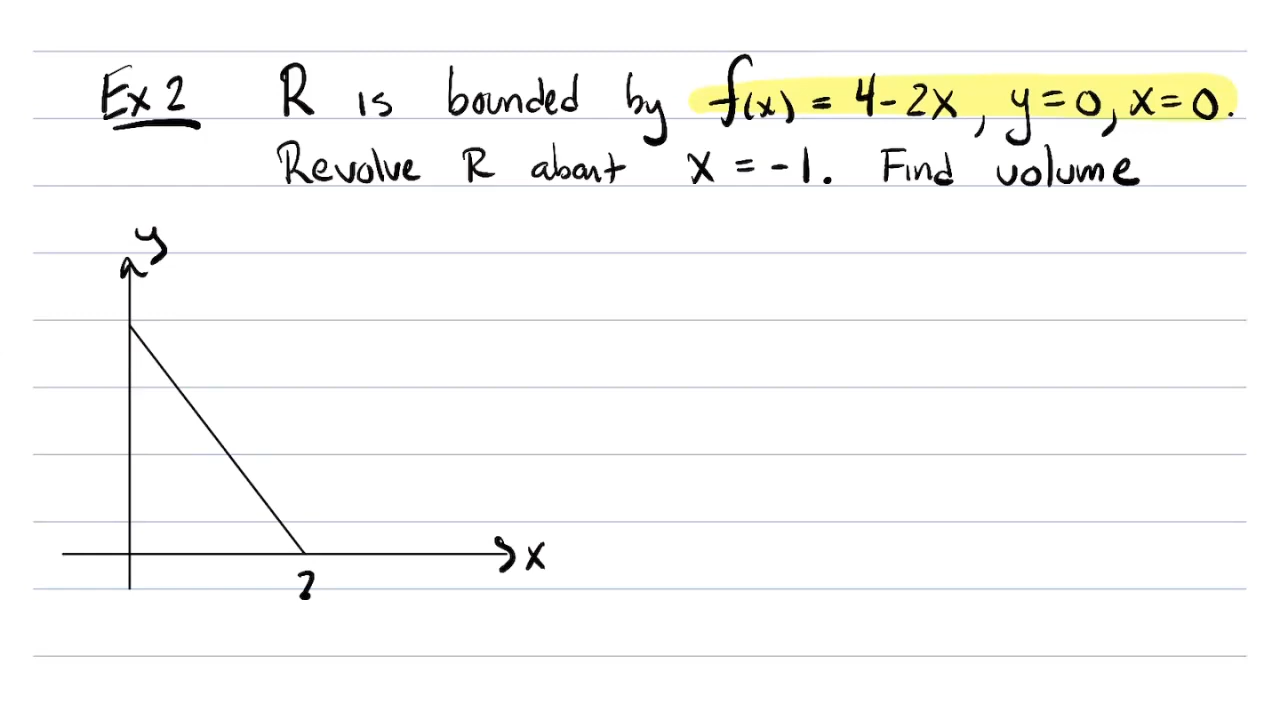 Ex 2 R is bounded by f(x) = 4-2x, y=0, x=0.
Revolve R about x = -1. Find volume
y
x
2